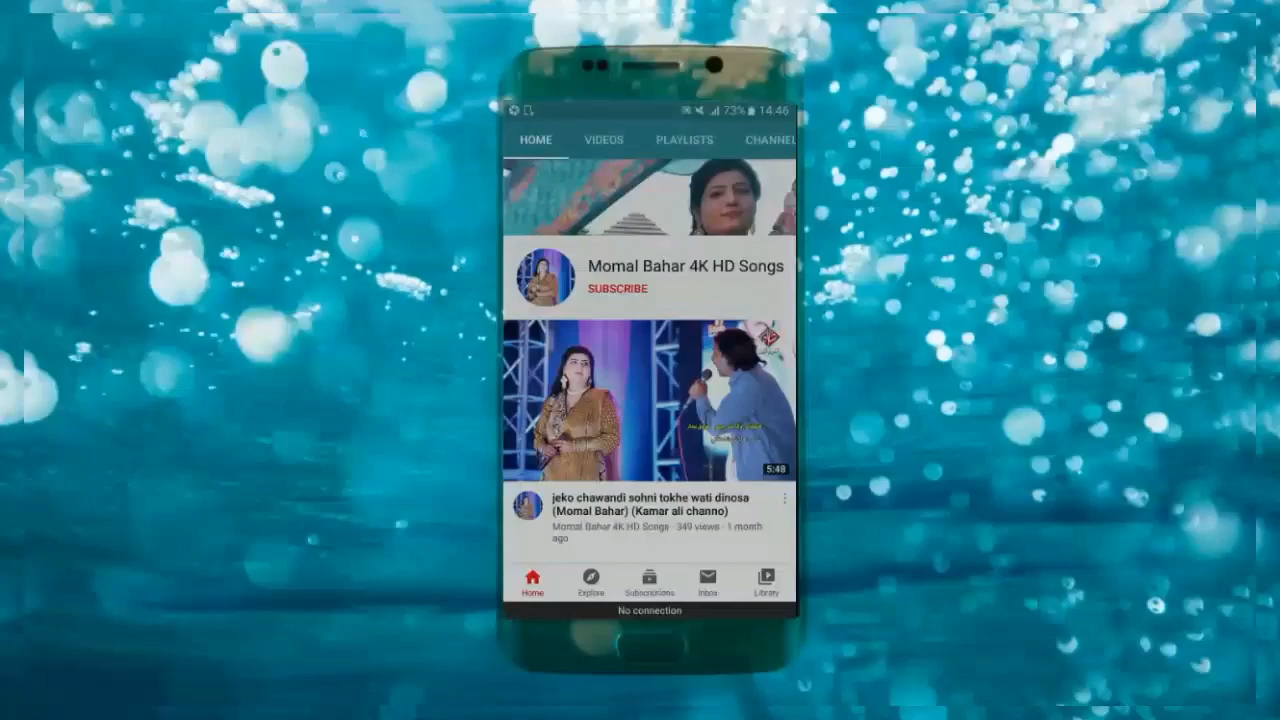 73% 14:46
HOME VIDEOS PLAYLISTS CHANNEL
Momal Bahar 4K HD Songs
SUBSCRIBE
5:48
jeko chawandi sohni tokhe wati dinosa
(Momal Bahar) (Kamar ali channo)
Momal Bahar 4K HD Songs · 349 views · 1 month
ago
Home Explore Subscriptions Inbox Library
No connection